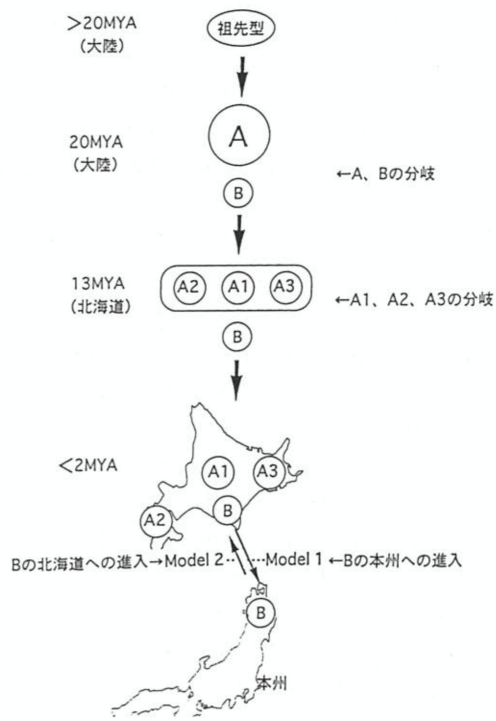 >20MYA
(大陸)
祖先型
20MYA
(大陸)
A
B
←A、Bの分岐
13MYA
(北海道)
A2 A1 A3
←A1、A2、A3の分岐
B
<2MYA
A1 A3
B
A2
Bの北海道への進入→Model 2‥ ‥‥Model 1←Bの本州への進入
B
本州